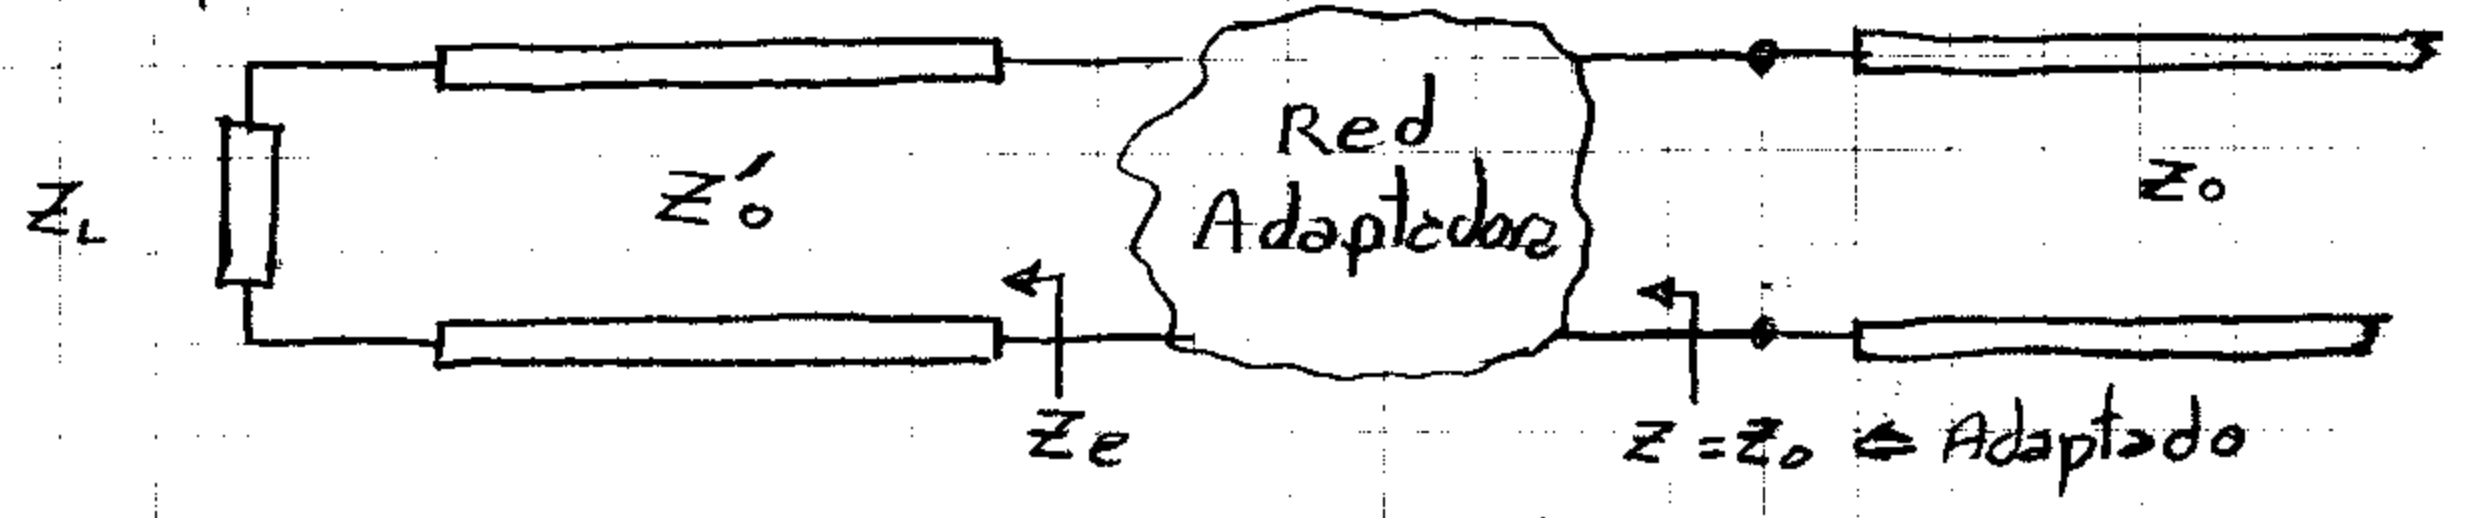 Red
Adaptadora
Z_L
Z'_0
Z_0
Z_e
Z = Z_0 ⇐ Adaptado